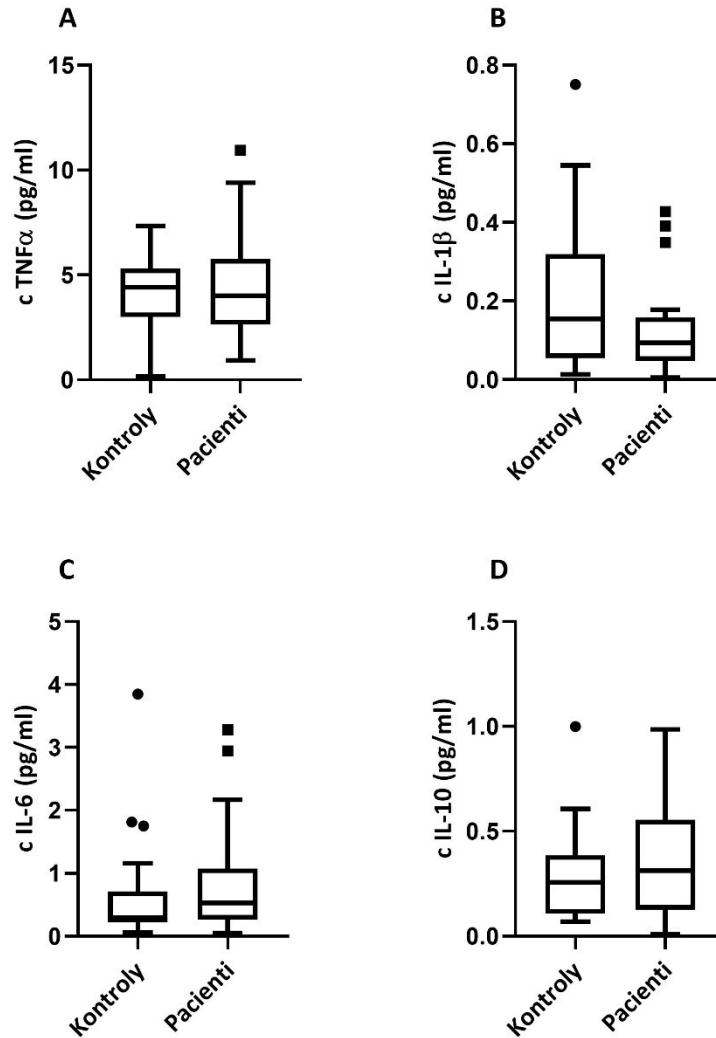 A
c TNFα (pg/ml)
15
10
5
0
Kontroly
Pacienti
B
c IL-1β (pg/ml)
0.8
0.6
0.4
0.2
0.0
Kontroly
Pacienti
C
c IL-6 (pg/ml)
5
4
3
2
1
0
Kontroly
Pacienti
D
c IL-10 (pg/ml)
1.5
1.0
0.5
0.0
Kontroly
Pacienti